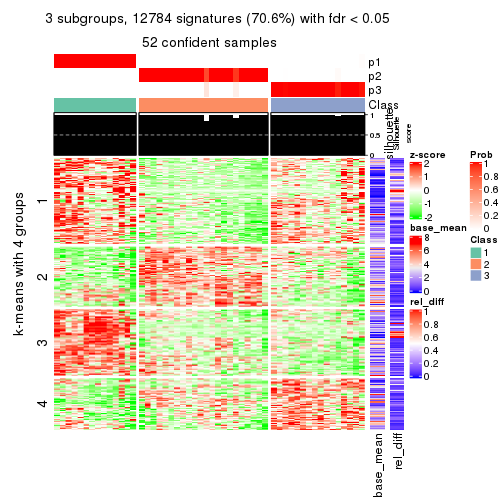 3 subgroups, 12784 signatures (70.6%) with fdr < 0.05
52 confident samples
p1
p2
p3
Class
1
0.5
0
silhouette
Silhouette
score
k-means with 4 groups
1
2
3
4
base_mean
rel_diff
z-score
2
1
0
-1
-2
base_mean
8
6
4
2
0
rel_diff
1
0.8
0.6
0.4
0.2
0
Prob
1
0.8
0.6
0.4
0.2
0
Class
1
2
3